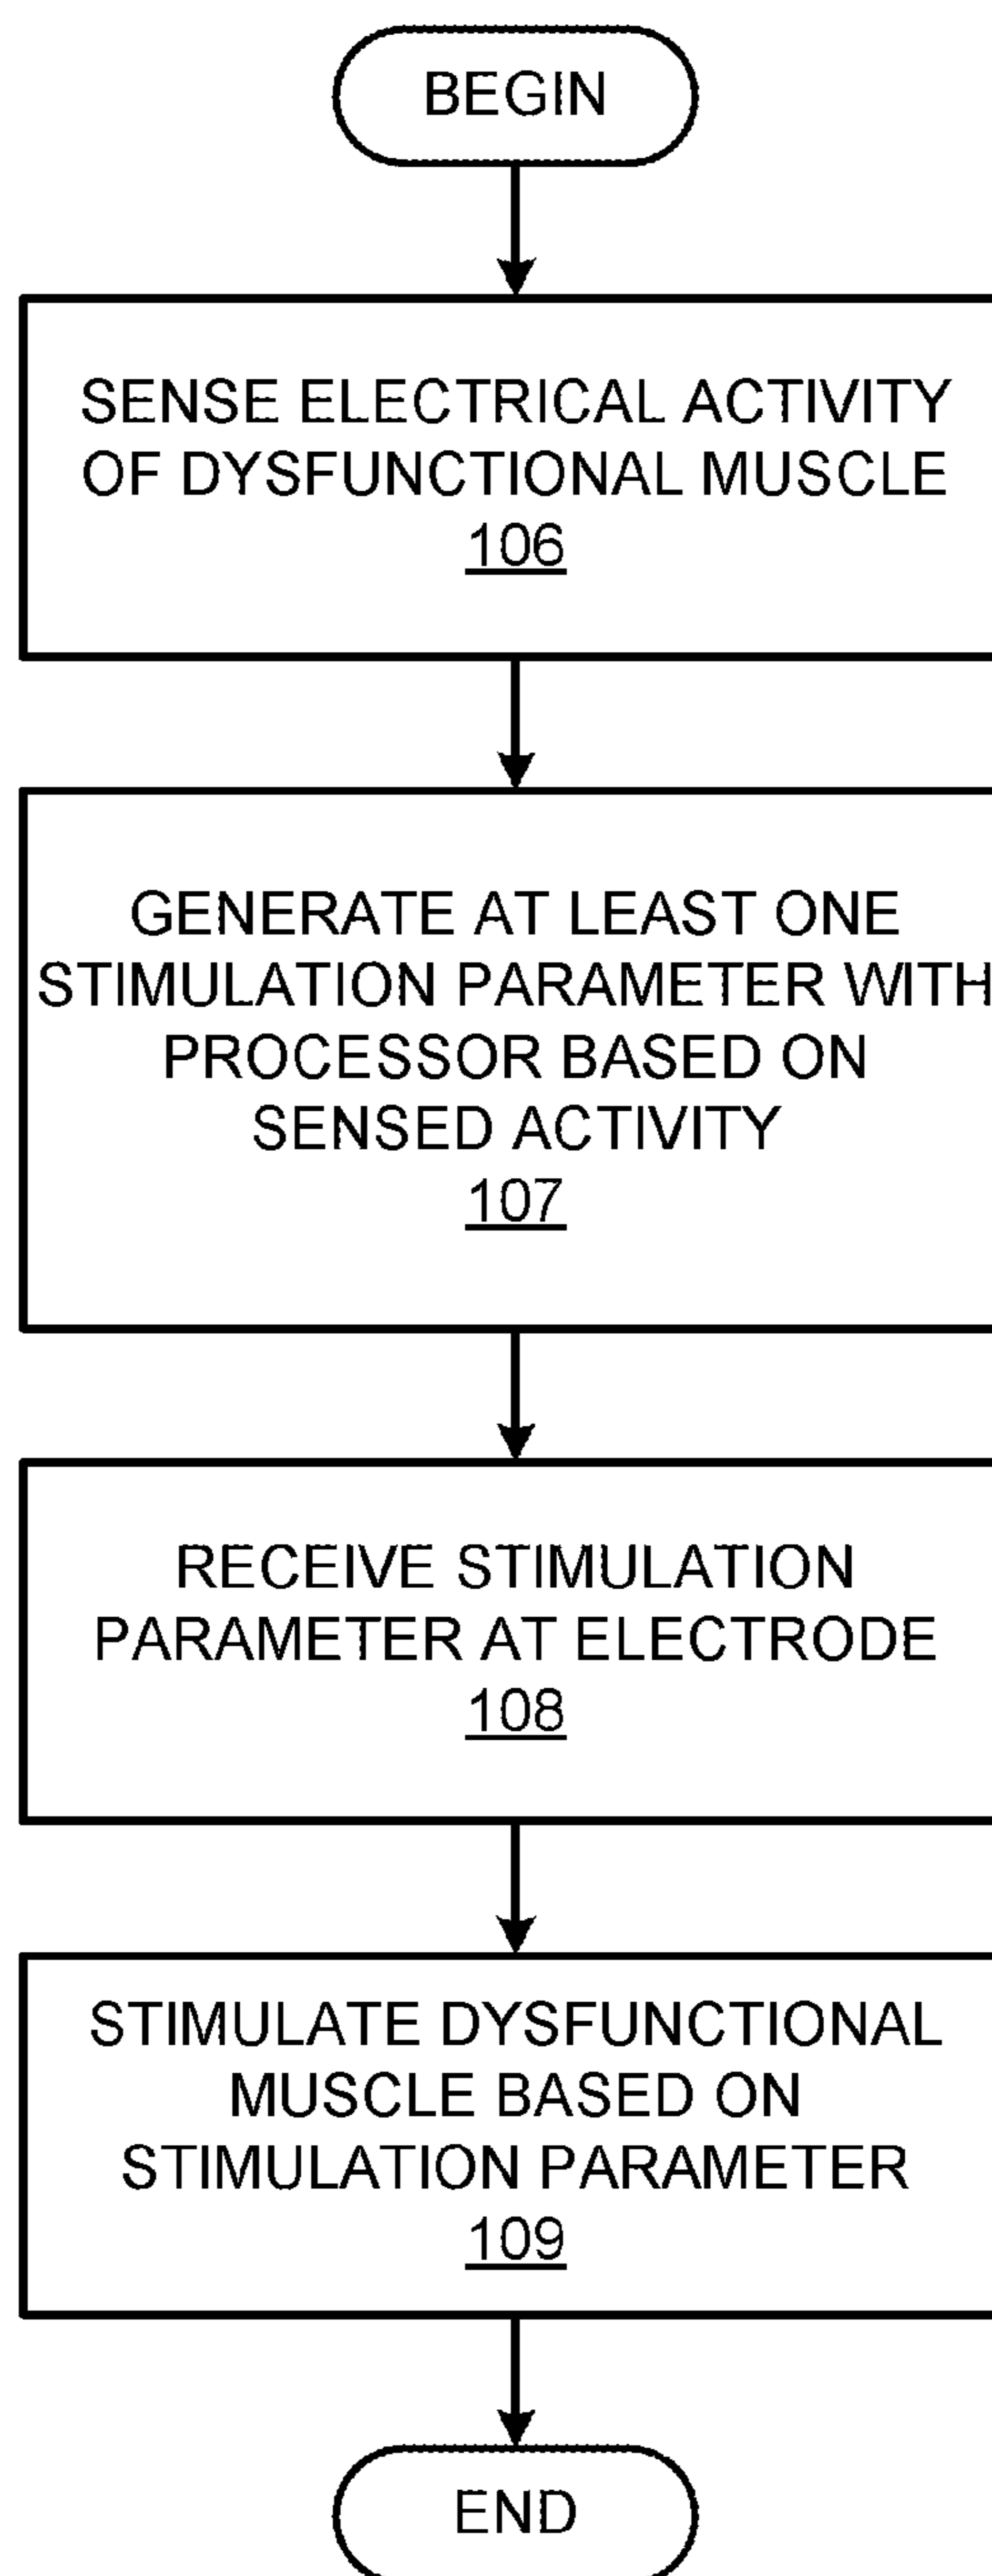 BEGIN
SENSE ELECTRICAL ACTIVITY
OF DYSFUNCTIONAL MUSCLE
106
GENERATE AT LEAST ONE
STIMULATION PARAMETER WITH
PROCESSOR BASED ON
SENSED ACTIVITY
107
RECEIVE STIMULATION
PARAMETER AT ELECTRODE
108
STIMULATE DYSFUNCTIONAL
MUSCLE BASED ON
STIMULATION PARAMETER
109
END